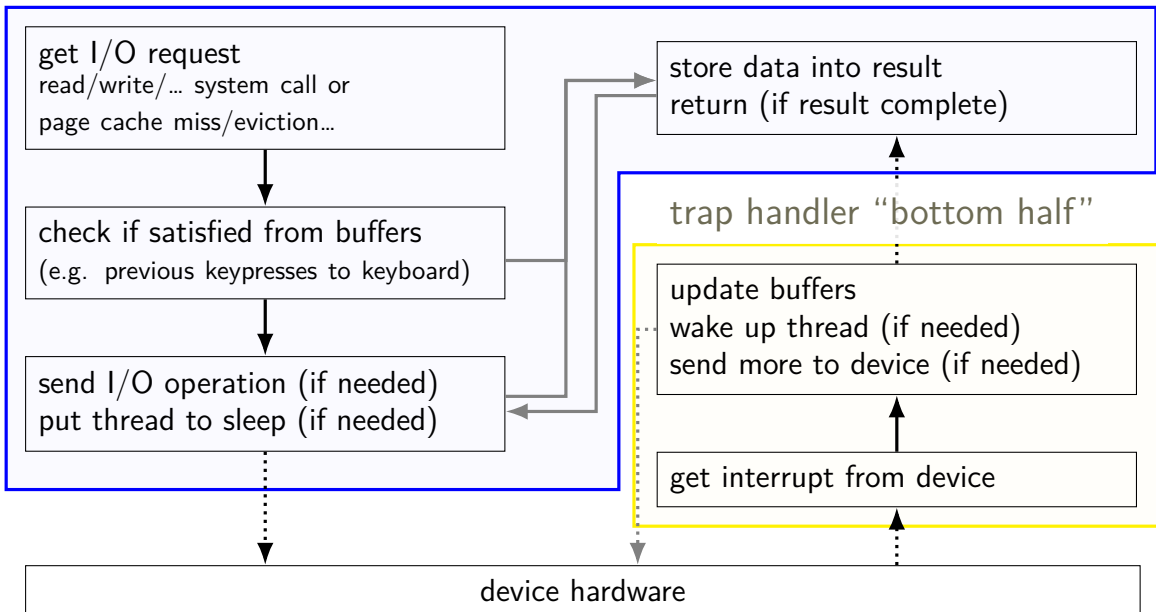 get I/O request
read/write/… system call or
page cache miss/eviction…
check if satisfied from buffers
(e.g. previous keypresses to keyboard)
send I/O operation (if needed)
put thread to sleep (if needed)
store data into result
return (if result complete)
trap handler “bottom half”
update buffers
wake up thread (if needed)
send more to device (if needed)
get interrupt from device
device hardware